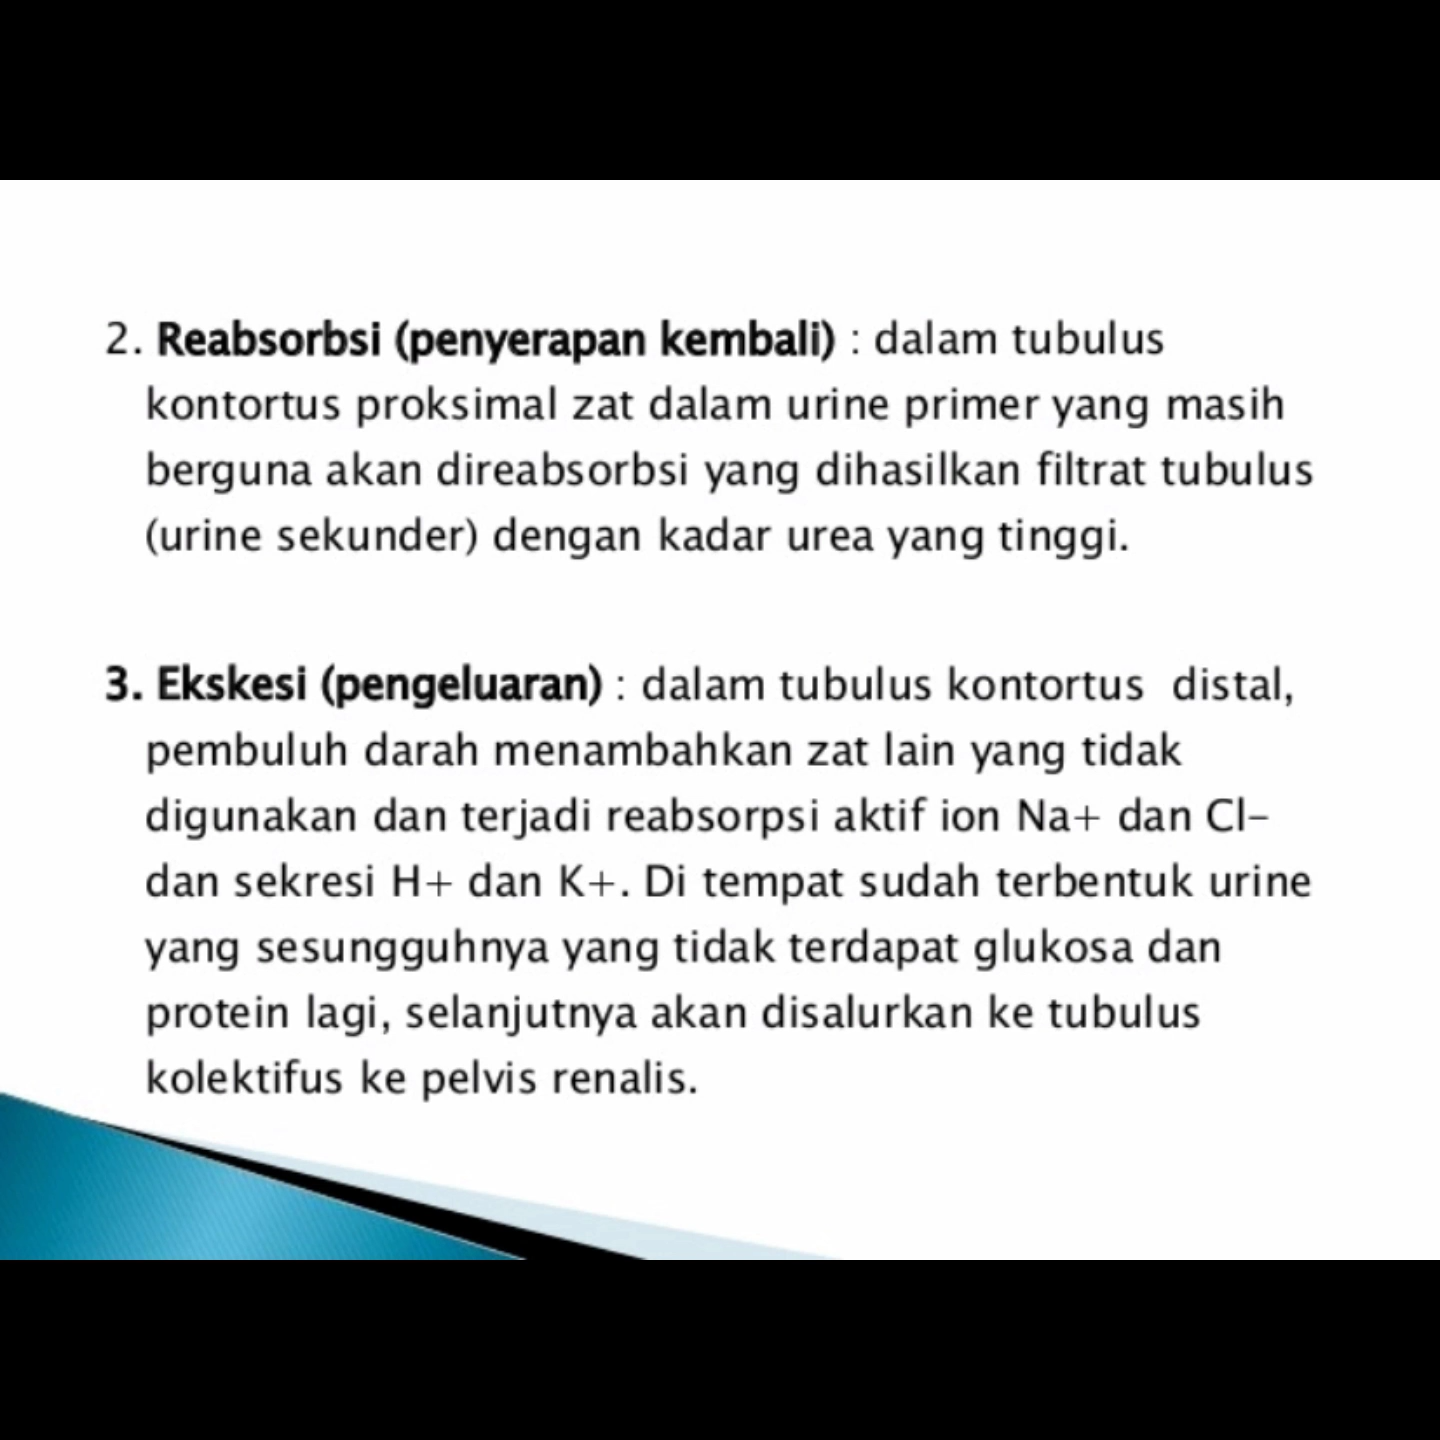 2. Reabsorbsi (penyerapan kembali) : dalam tubulus
kontortus proksimal zat dalam urine primer yang masih
berguna akan direabsorbsi yang dihasilkan filtrat tubulus
(urine sekunder) dengan kadar urea yang tinggi.
3. Ekskesi (pengeluaran) : dalam tubulus kontortus distal,
pembuluh darah menambahkan zat lain yang tidak
digunakan dan terjadi reabsorpsi aktif ion Na+ dan Cl-
dan sekresi H+ dan K+. Di tempat sudah terbentuk urine
yang sesungguhnya yang tidak terdapat glukosa dan
protein lagi, selanjutnya akan disalurkan ke tubulus
kolektifus ke pelvis renalis.